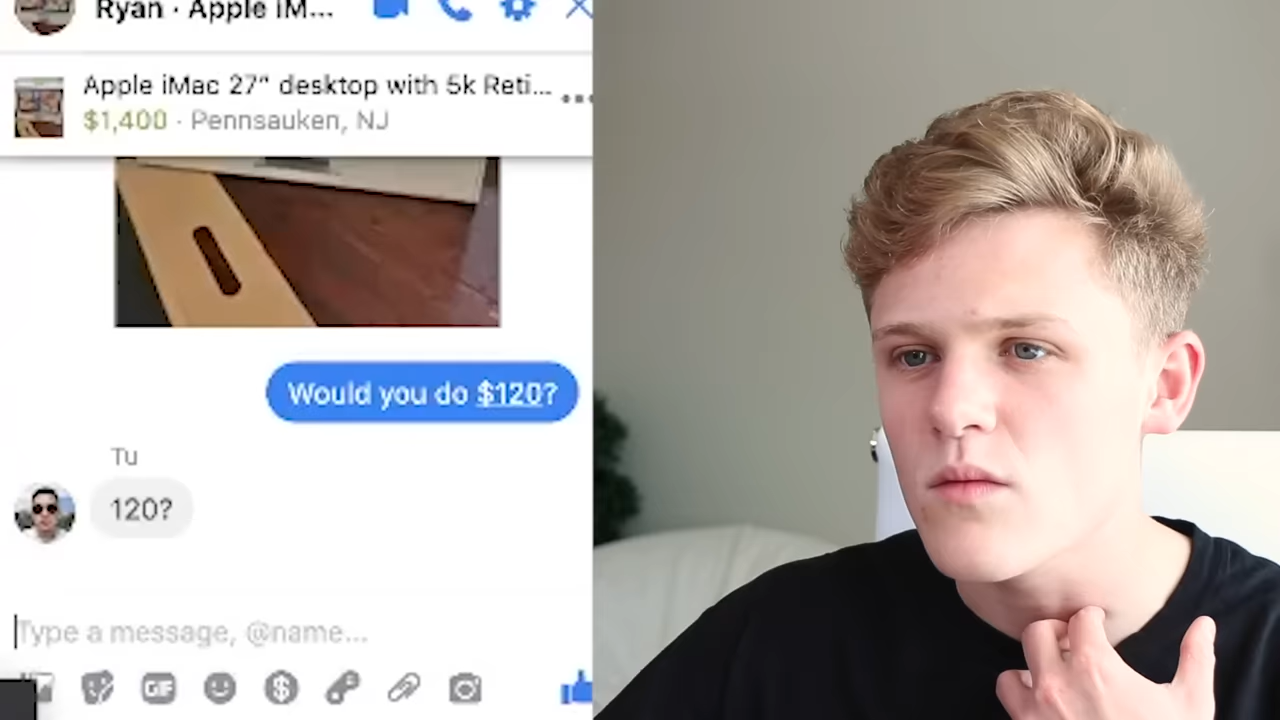 Ryan · Apple iM...
Apple iMac 27" desktop with 5k Reti...
$1,400 · Pennsauken, NJ
Would you do $120?
Tu
120?
Type a message, @name...
GIF